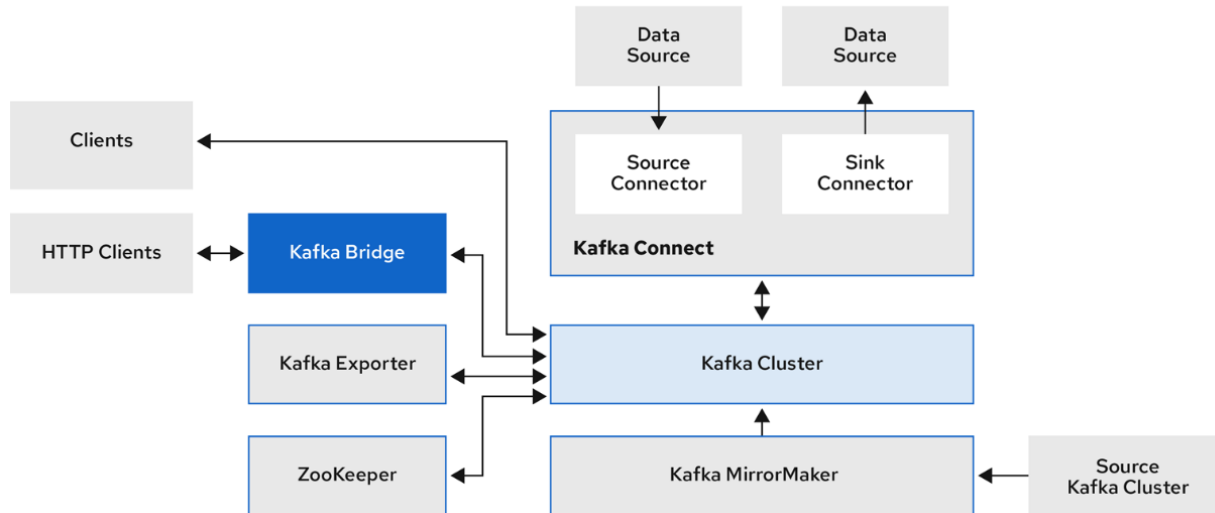 Data
Source
Data
Source
Clients
Source
Connector
Sink
Connector
HTTP Clients
Kafka Bridge
Kafka Connect
Kafka Exporter
Kafka Cluster
ZooKeeper
Kafka MirrorMaker
Source
Kafka Cluster